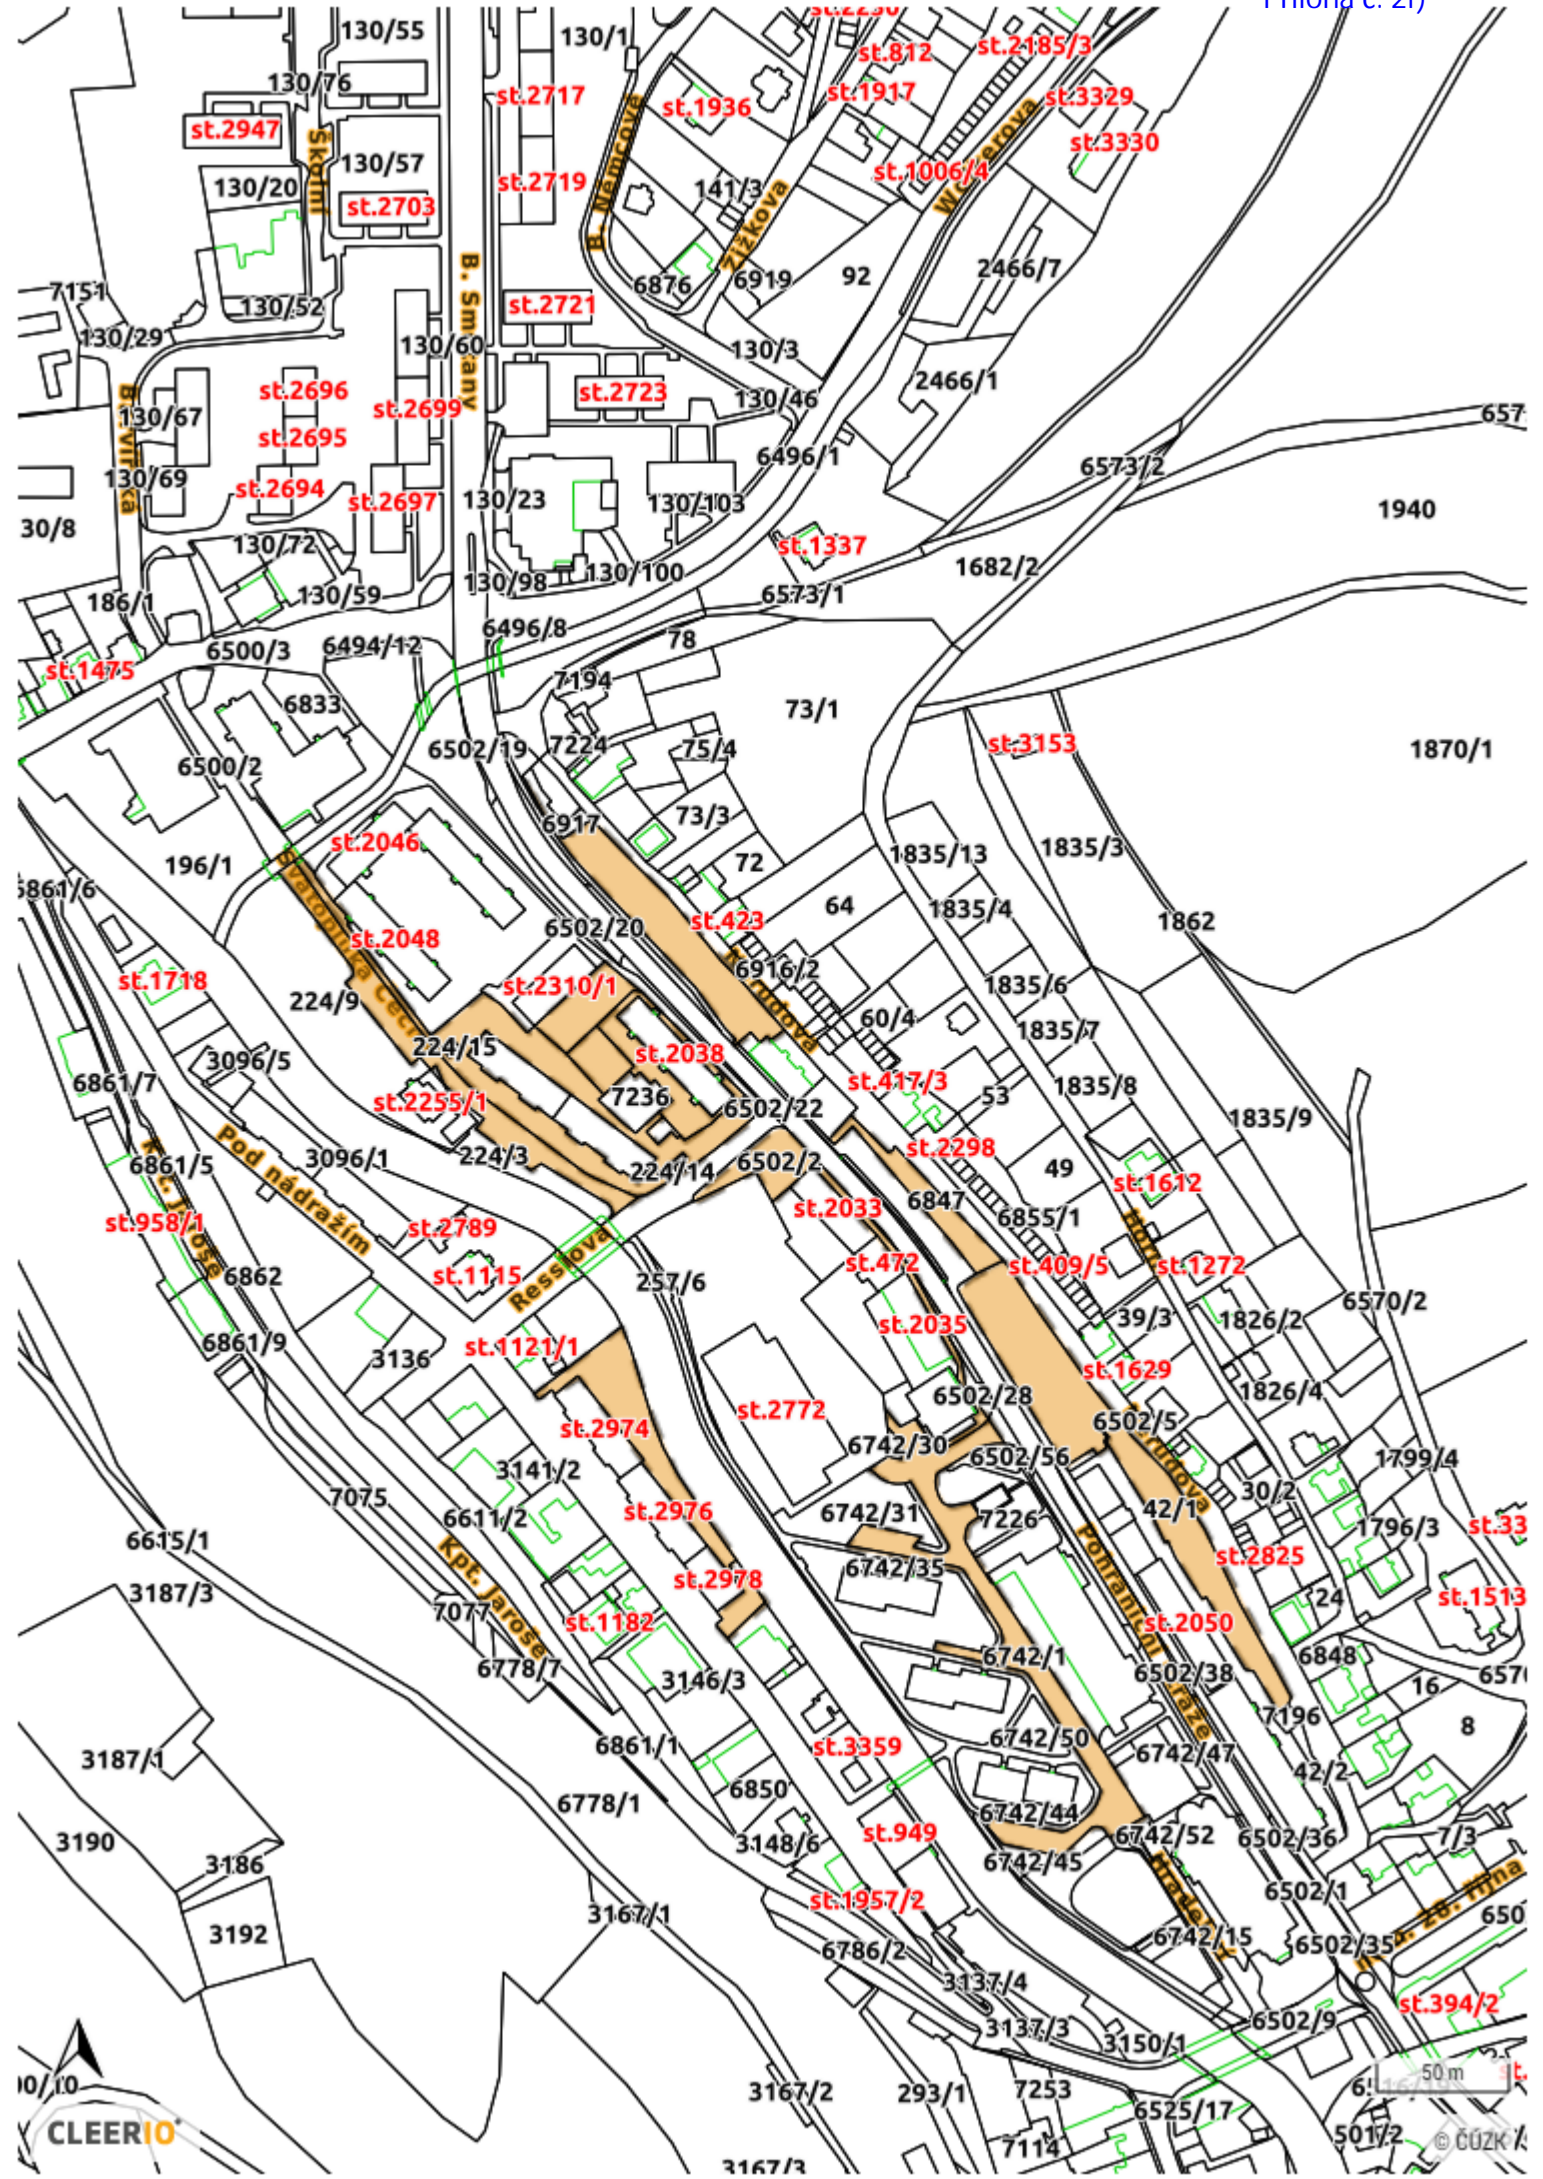 Příloha č. 2f)
st.2250
130/55
130/1
st.812
st.2185/3
130/76
st.2717
st.1936
st.1917
st.3329
st.2947
Školní
130/57
B. Němcové
st.3330
130/20
st.2719
141/3
st.1006/4
Wolkerova
st.2703
Žižkova
B. Smetany
92
2466/7
7151
130/52
st.2721
6876
6919
130/29
130/60
130/3
st.2696
130/67
st.2699
st.2723
130/46
2466/1
st.2695
6496/1
6573/2
130/69
st.2694
st.2697
130/23
130/103
1940
30/8
130/72
st.1337
130/98
130/100
1682/2
186/1
130/59
6573/1
6500/3
6494/12
6496/8
78
st.1475
7194
6833
73/1
6500/2
6502/19
7224
75/4
st.3153
1870/1
6917
73/3
st.2046
196/1
72
1835/13
1835/3
6861/6
64
1835/4
Svatopluka Čecha
st.2048
6502/20
st.423
1862
st.1718
224/9
st.2310/1
6916/2
Krudova
1835/6
60/4
1835/7
3096/5
224/15
st.2038
6861/7
st.2255/1
7236
6502/22
st.417/3
53
1835/8
1835/9
Pod nádražím
3096/1
224/3
224/14
6502/2
st.2298
49
6861/5
Kpt. Jaroše
st.1612
st.958/1
st.2789
st.2033
6847
6855/1
Horní
6862
st.1115
Resslova
257/6
st.472
st.409/5
st.1272
6861/9
3136
st.1121/1
st.2035
39/3
1826/2
6570/2
st.1629
st.2974
st.2772
6502/28
1826/4
6742/30
6502/5
Krudova
3141/2
6502/56
1799/4
7075
6611/2
st.2976
6742/31
7226
42/1
30/2
6615/1
Kpt. Jaroše
6742/35
Pohraniční stráže
st.2825
1796/3
3187/3
st.2978
24
st.1513
7077
st.1182
st.2050
6778/7
3146/3
6742/1
6502/38
6848
16
3187/1
6861/1
st.3359
6742/50
6742/47
7196
8
6778/1
6850
42/2
3190
3148/6
st.949
6742/44
6742/52
6502/36
7/3
3186
6742/45
Hradební
3192
3167/1
st.1957/2
6502/1
nám. 28. října
6786/2
6742/15
6502/35
3137/4
st.394/2
3137/3
3150/1
6502/9
3167/2
293/1
7253
50 m
CLEERIO
6525/17
7114
501/2
© ČÚZK
3167/3